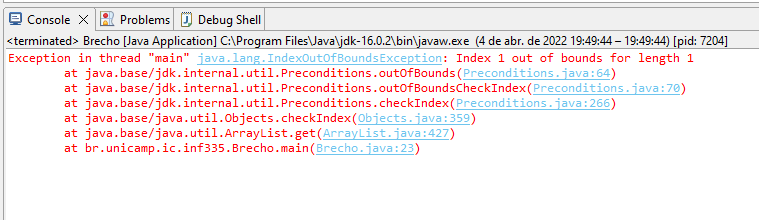 Console Problems Debug Shell
<terminated> Brecho [Java Application] C:\Program Files\Java\jdk-16.0.2\bin\javaw.exe (4 de abr. de 2022 19:49:44 – 19:49:44) [pid: 7204]
Exception in thread "main" java.lang.IndexOutOfBoundsException: Index 1 out of bounds for length 1
at java.base/jdk.internal.util.Preconditions.outOfBounds(Preconditions.java:64)
at java.base/jdk.internal.util.Preconditions.outOfBoundsCheckIndex(Preconditions.java:70)
at java.base/jdk.internal.util.Preconditions.checkIndex(Preconditions.java:266)
at java.base/java.util.Objects.checkIndex(Objects.java:359)
at java.base/java.util.ArrayList.get(ArrayList.java:427)
at br.unicamp.ic.inf335.Brecho.main(Brecho.java:23)